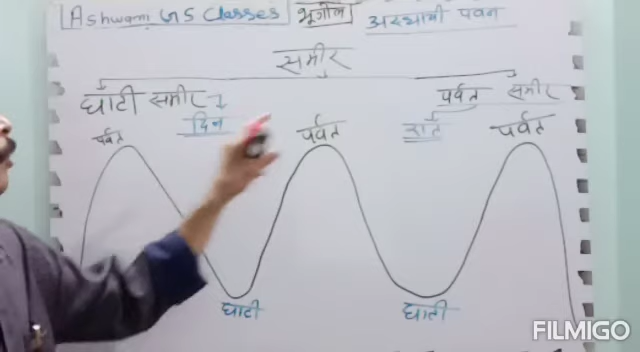 Ashwani GS Classes भूगोल अस्थायी पवन
समीर
घाटी समीर पर्वत समीर
दिन रात
पर्वत पर्वत पर्वत
घाटी घाटी
FILMIGO